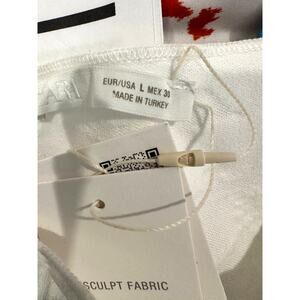 EUR/USA L MEX 30
MADE IN TURKEY
SCULPT FABRIC